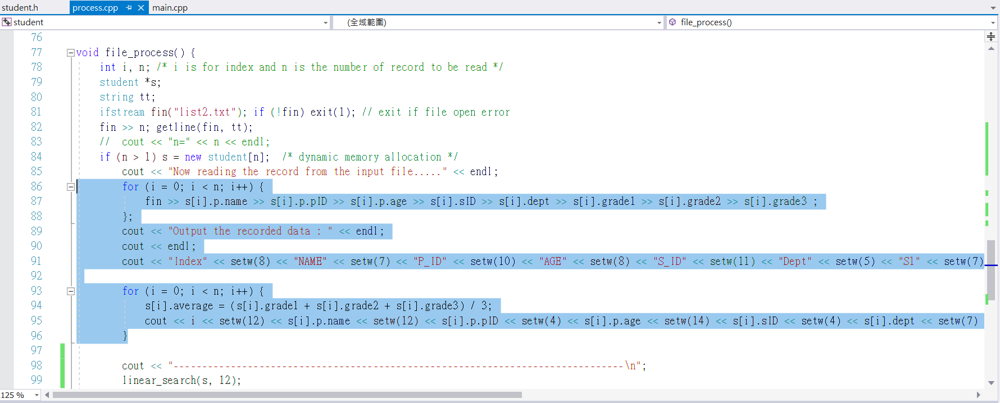 student.h process.cpp main.cpp
student (全域範圍) file_process()
76
77 void file_process() {
78 int i, n; /* i is for index and n is the number of record to be read */
79 student *s;
80 string tt;
81 ifstream fin("list2.txt"); if (!fin) exit(1); // exit if file open error
82 fin >> n; getline(fin, tt);
83 //  cout << "n=" << n << endl;
84 if (n > 1) s = new student[n];  /* dynamic memory allocation */
85 cout << "Now reading the record from the input file....." << endl;
86 for (i = 0; i < n; i++) {
87 fin >> s[i].p.name >> s[i].p.pID >> s[i].p.age >> s[i].sID >> s[i].dept >> s[i].grade1 >> s[i].grade2 >> s[i].grade3 ;
88 };
89 cout << "Output the recorded data : " << endl;
90 cout << endl;
91 cout << "Index" << setw(8) << "NAME" << setw(7) << "P_ID" << setw(10) << "AGE" << setw(8) << "S_ID" << setw(11) << "Dept" << setw(5) << "S1" << setw(7)
92
93 for (i = 0; i < n; i++) {
94 s[i].average = (s[i].grade1 + s[i].grade2 + s[i].grade3) / 3;
95 cout << i << setw(12) << s[i].p.name << setw(12) << s[i].p.pID << setw(4) << s[i].p.age << setw(14) << s[i].sID << setw(4) << s[i].dept << setw(7)
96 }
97
98 cout << "-------------------------------------------------------------------------------\n";
99 linear_search(s, 12);
125 %